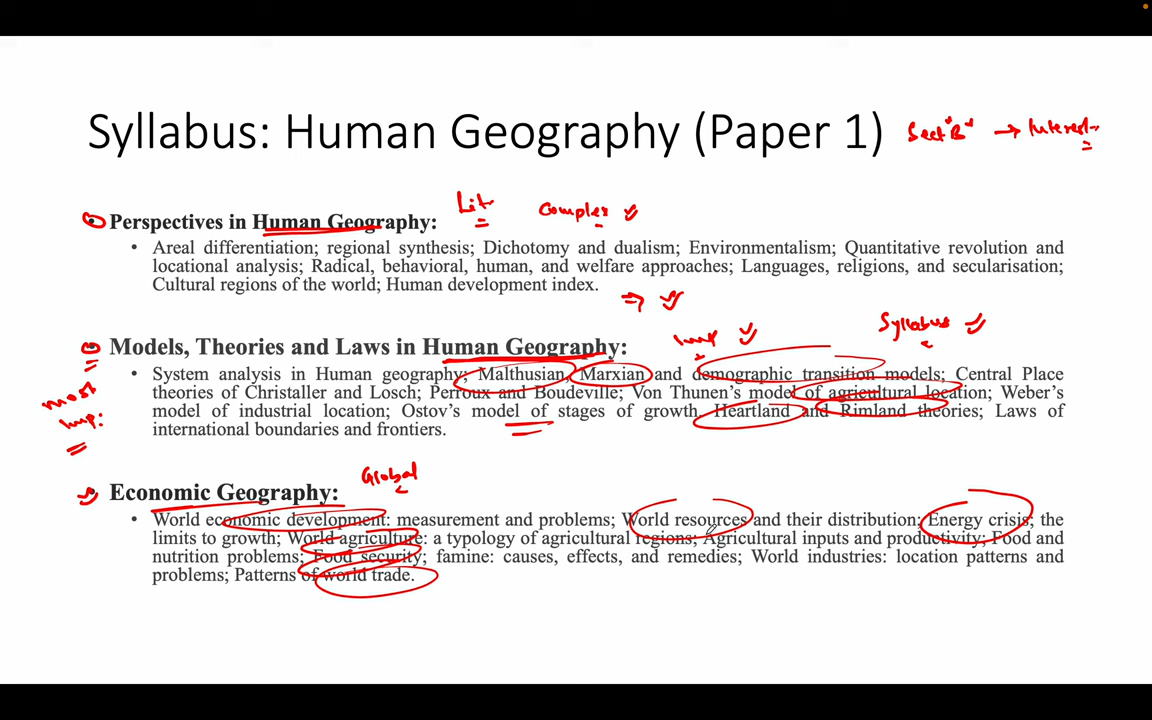 Syllabus: Human Geography (Paper 1)
Sect "B" → Interest
Lit Complex
• Perspectives in Human Geography:
• Areal differentiation; regional synthesis; Dichotomy and dualism; Environmentalism; Quantitative revolution and
locational analysis; Radical, behavioral, human, and welfare approaches; Languages, religions, and secularisation;
Cultural regions of the world; Human development index.
Imp Syllabus
• Models, Theories and Laws in Human Geography:
• System analysis in Human geography; Malthusian, Marxian and demographic transition models; Central Place
theories of Christaller and Losch; Perroux and Boudeville; Von Thunen's model of agricultural location; Weber's
model of industrial location; Ostov's model of stages of growth. Heartland and Rimland theories; Laws of
international boundaries and frontiers.
most
Imp:
Global
Economic Geography:
• World economic development: measurement and problems; World resources and their distribution; Energy crisis; the
limits to growth; World agriculture: a typology of agricultural regions; Agricultural inputs and productivity; Food and
nutrition problems; Food security; famine: causes, effects, and remedies; World industries: location patterns and
problems; Patterns of world trade.